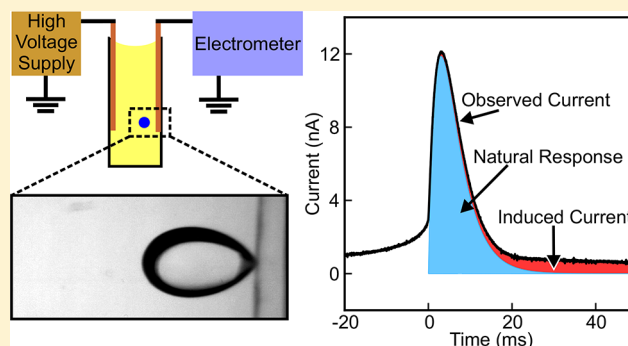 High
Voltage
Supply
Electrometer
Current (nA)
12
8
4
0
Observed Current
Natural Response
Induced Current
-20
0
20
40
Time (ms)